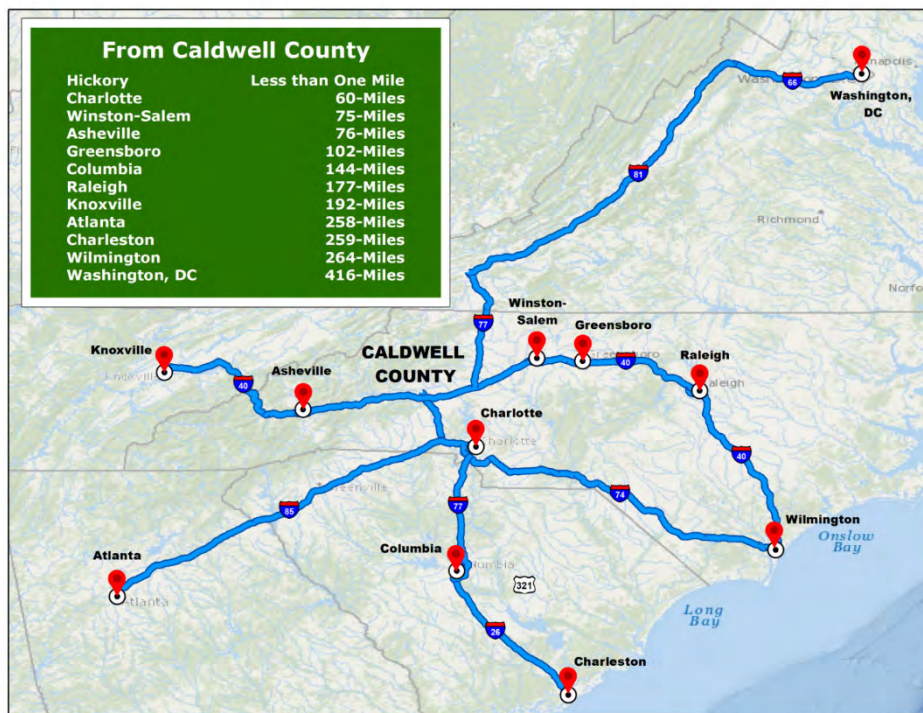 From Caldwell County
Hickory Less than One Mile
Charlotte 60-Miles
Winston-Salem 75-Miles
Asheville 76-Miles
Greensboro 102-Miles
Columbia 144-Miles
Raleigh 177-Miles
Knoxville 192-Miles
Atlanta 258-Miles
Charleston 259-Miles
Wilmington 264-Miles
Washington, DC 416-Miles
66
Washington,
DC
81
Richmond
77
Winston-
Salem
Greensboro
Knoxville
CALDWELL
COUNTY
Raleigh
40
Asheville
40
Charlotte
Charlotte
40
Greenville
77
74
85
Wilmington
Onslow
Bay
Atlanta
Columbia
321
Atlanta
Long
Bay
26
Charleston